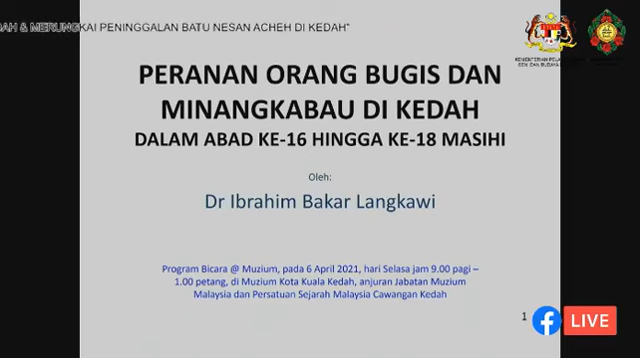 DAH & MERUNGKAI PENINGGALAN BATU NESAN ACHEH DI KEDAH"
PERANAN ORANG BUGIS DAN
MINANGKABAU DI KEDAH
DALAM ABAD KE-16 HINGGA KE-18 MASIHI
Oleh:
Dr Ibrahim Bakar Langkawi
Program Bicara @ Muzium, pada 6 April 2021, hari Selasa jam 9.00 pagi –
1.00 petang, di Muzium Kota Kuala Kedah, anjuran Jabatan Muzium
Malaysia dan Persatuan Sejarah Malaysia Cawangan Kedah
1
LIVE